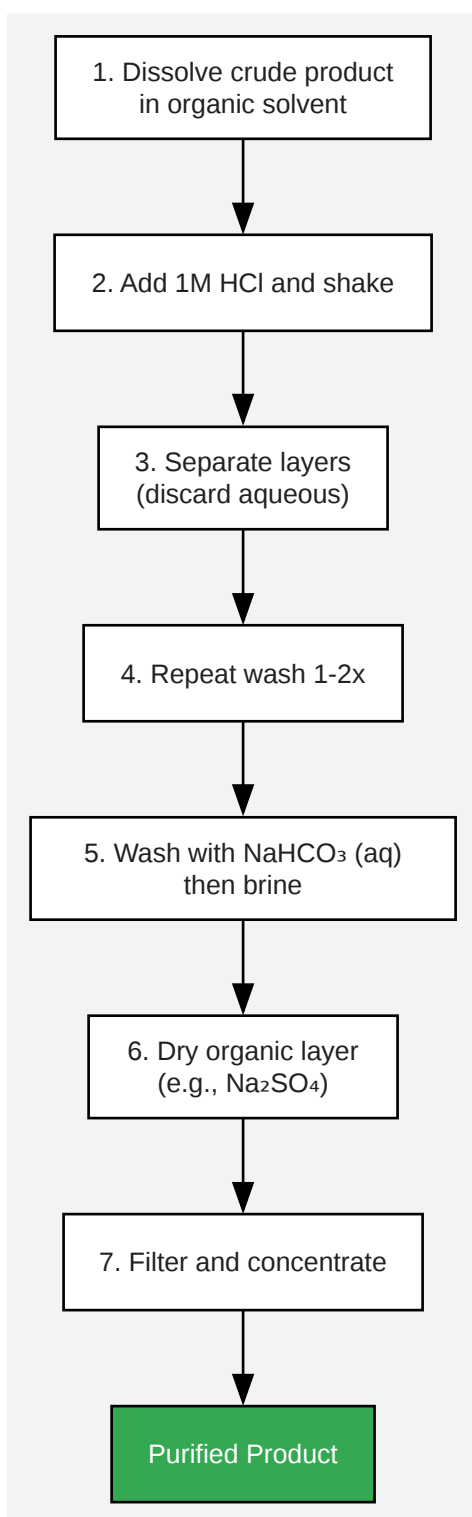 1. Dissolve crude product
in organic solvent
2. Add 1M HCl and shake
3. Separate layers
(discard aqueous)
4. Repeat wash 1-2x
5. Wash with NaHCO₃ (aq)
then brine
6. Dry organic layer
(e.g., Na₂SO₄)
7. Filter and concentrate
Purified Product